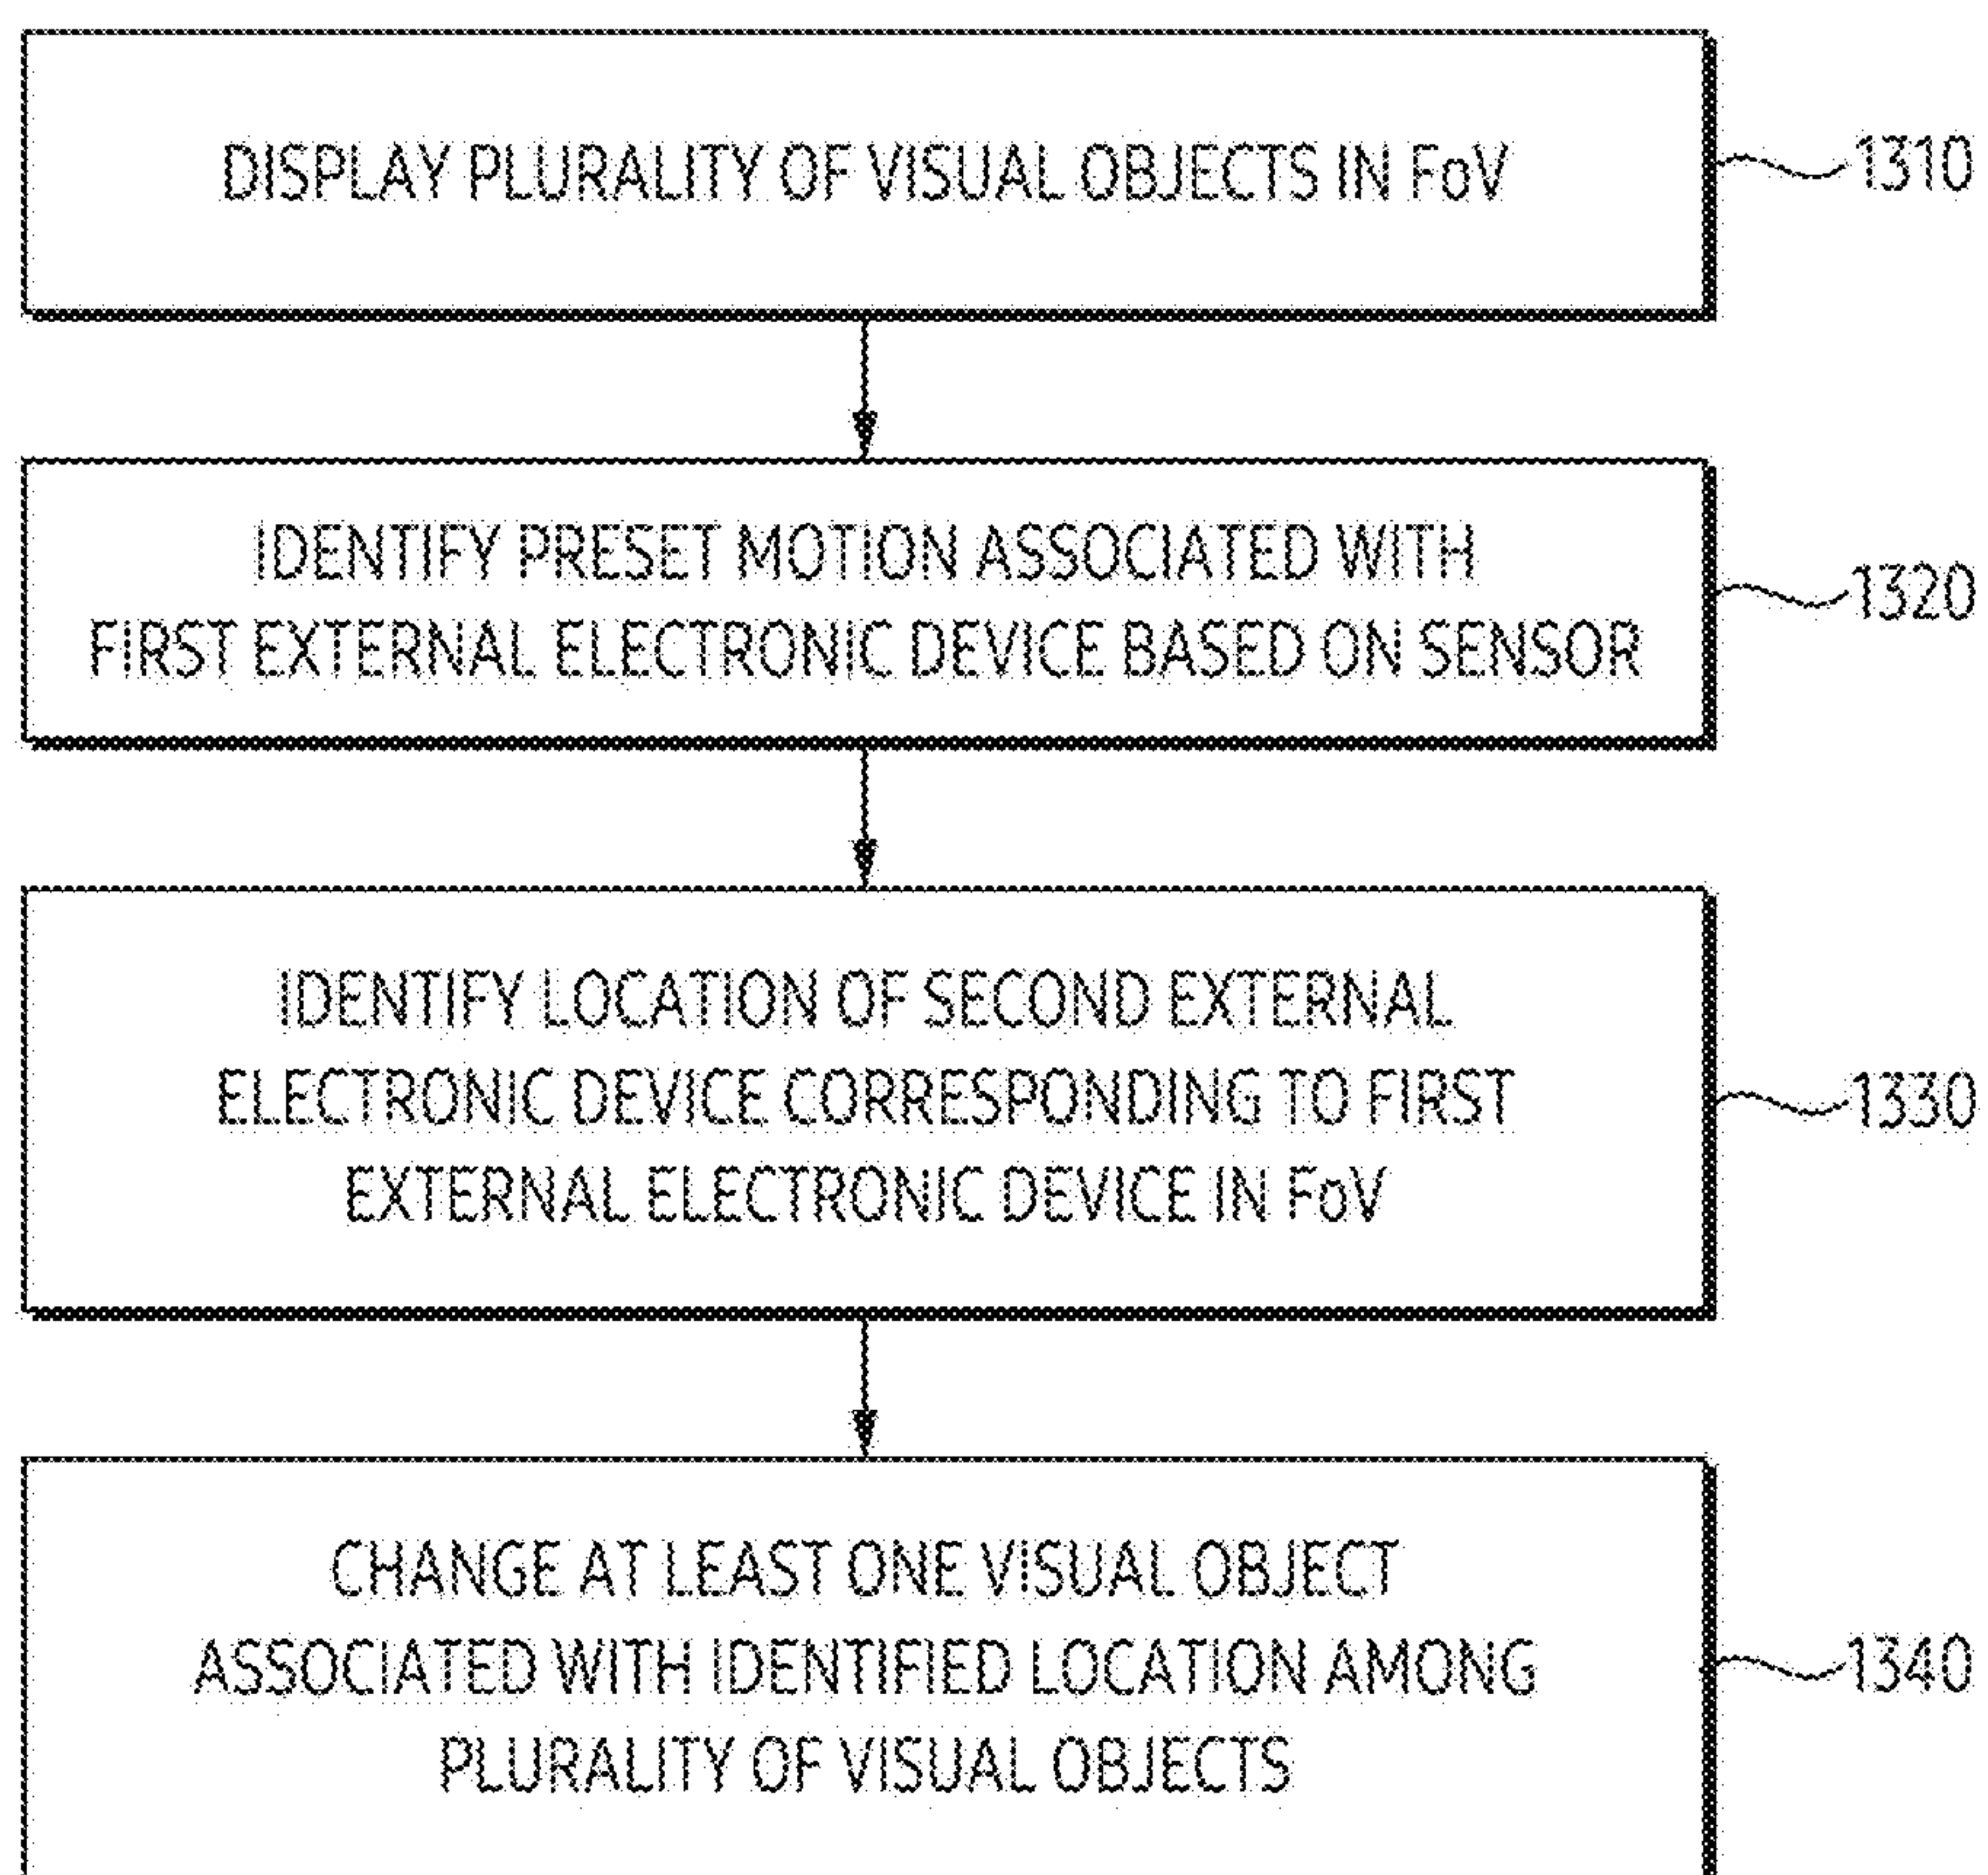 DISPLAY PLURALITY OF VISUAL OBJECTS IN FoV
1310
IDENTIFY PRESET MOTION ASSOCIATED WITH
FIRST EXTERNAL ELECTRONIC DEVICE BASED ON SENSOR
1320
IDENTIFY LOCATION OF SECOND EXTERNAL
ELECTRONIC DEVICE CORRESPONDING TO FIRST
EXTERNAL ELECTRONIC DEVICE IN FoV
1330
CHANGE AT LEAST ONE VISUAL OBJECT
ASSOCIATED WITH IDENTIFIED LOCATION AMONG
PLURALITY OF VISUAL OBJECTS
1340